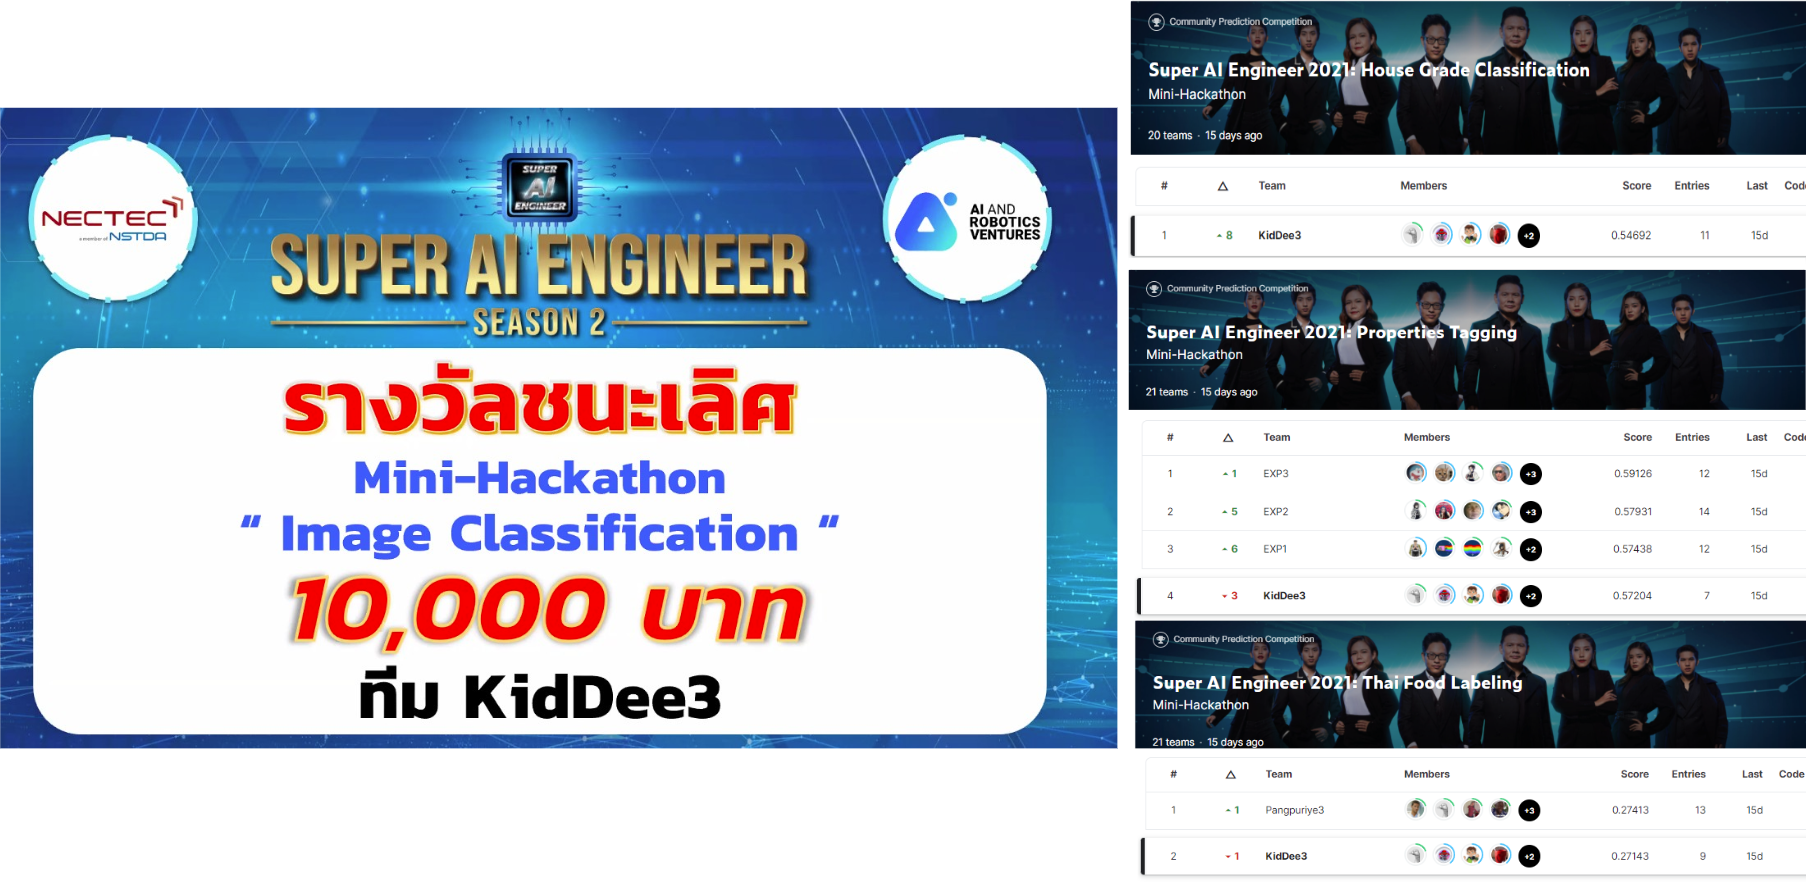 NECTEC
a member of NSTDA
SUPER
AI
ENGINEER
AI AND
ROBOTICS
VENTURES
SUPER AI ENGINEER
SEASON 2
รางวัลชนะเลิศ
Mini-Hackathon
“ Image Classification “
10,000 บาท
ทีม KidDee3
Community Prediction Competition
Super AI Engineer 2021: House Grade Classification
Mini-Hackathon
20 teams · 15 days ago
# △ Team Members Score Entries Last Code
1 8 KidDee3 +2 0.54692 11 15d
Community Prediction Competition
Super AI Engineer 2021: Properties Tagging
Mini-Hackathon
21 teams · 15 days ago
# △ Team Members Score Entries Last Code
1 1 EXP3 +3 0.59126 12 15d
2 5 EXP2 +3 0.57931 14 15d
3 6 EXP1 +2 0.57438 12 15d
4 3 KidDee3 +2 0.57204 7 15d
Community Prediction Competition
Super AI Engineer 2021: Thai Food Labeling
Mini-Hackathon
21 teams · 15 days ago
# △ Team Members Score Entries Last Code
1 1 Pangpuriye3 +3 0.27413 13 15d
2 1 KidDee3 +2 0.27143 9 15d